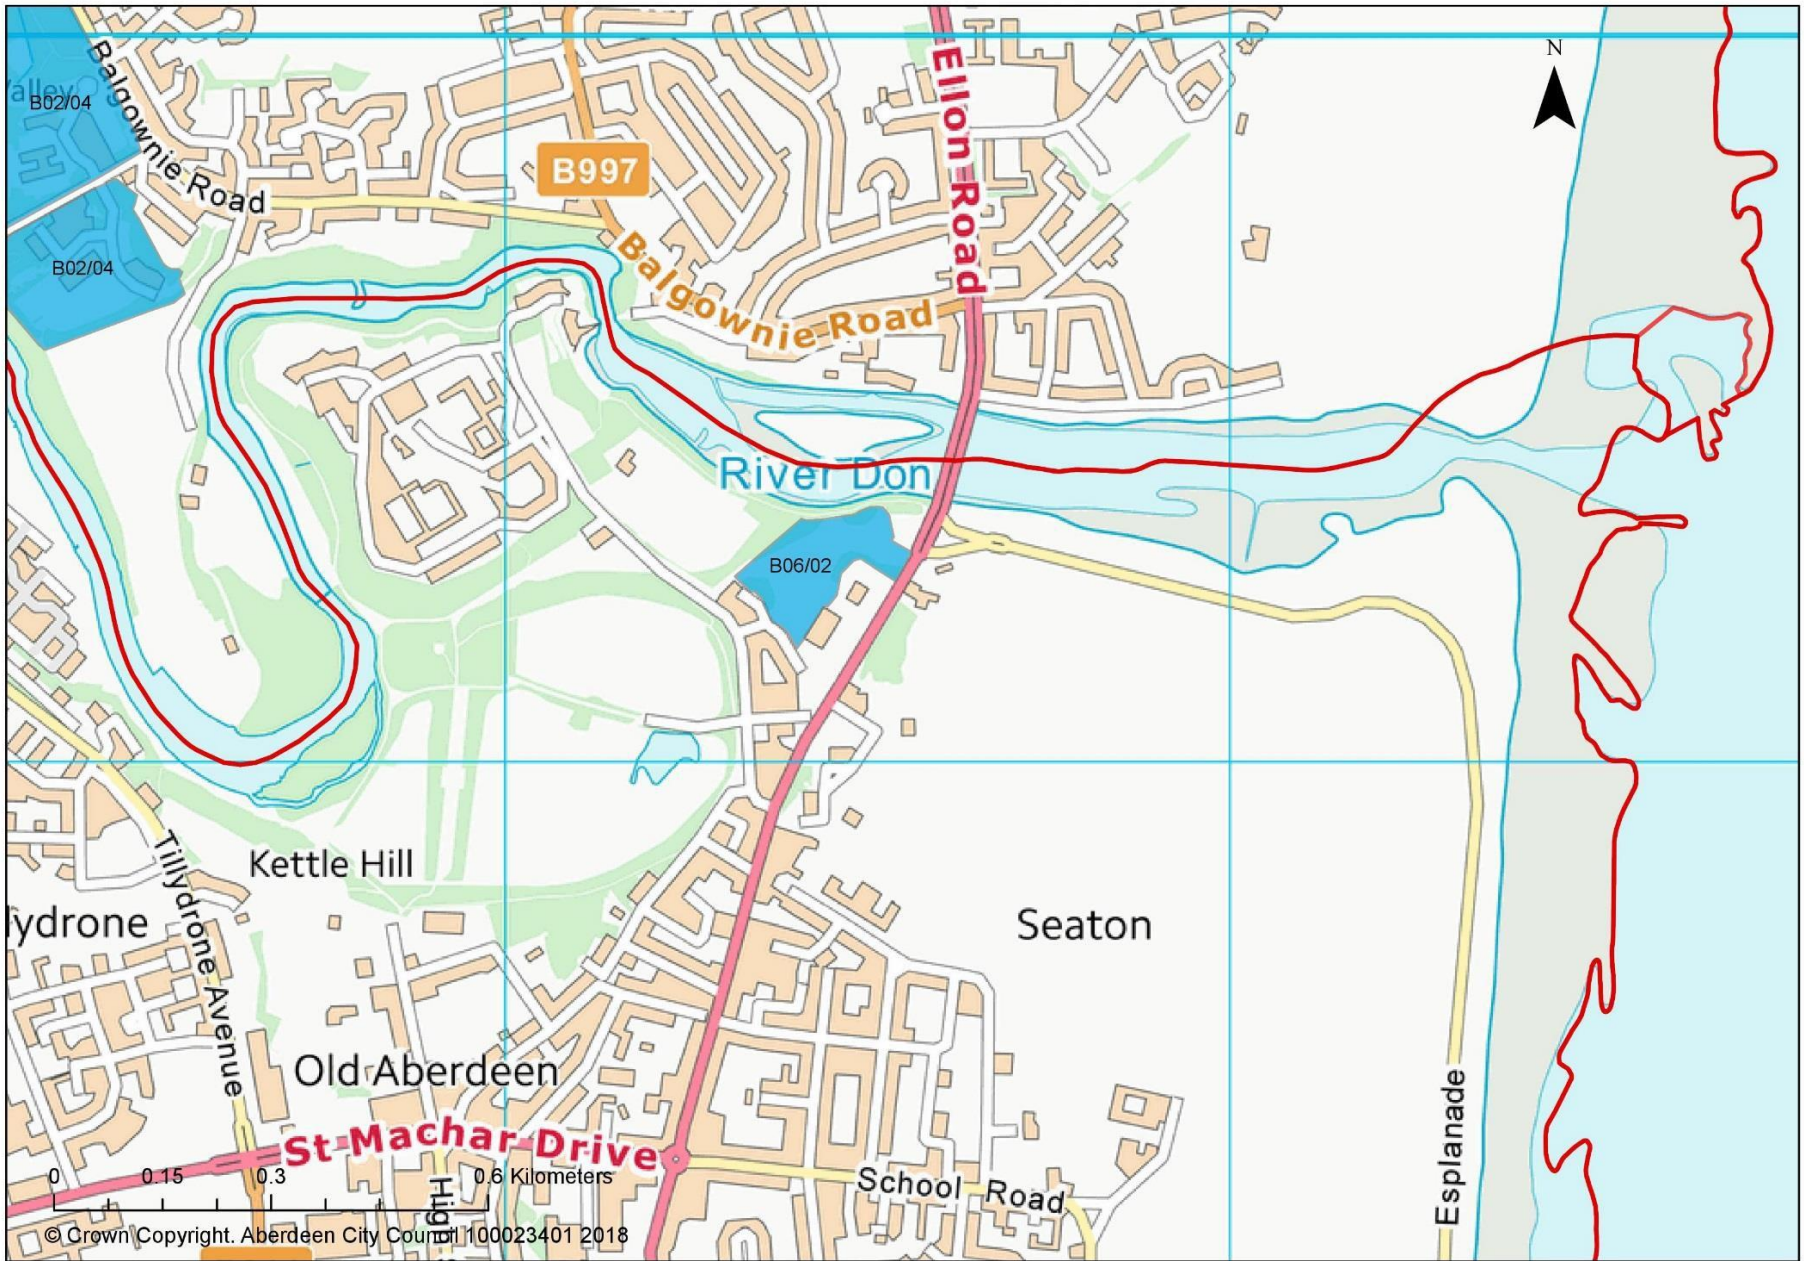 N
Balgownie Road
Ellon Road
alley
B02/04
B997
B02/04
Balgownie Road
River Don
B06/02
Kettle Hill
Tillydrone Avenue
lydrone
Seaton
Old Aberdeen
St Machar Drive
Esplanade
School Road
0 0.15 0.3 0.6 Kilometers
© Crown Copyright. Aberdeen City Council 100023401 2018